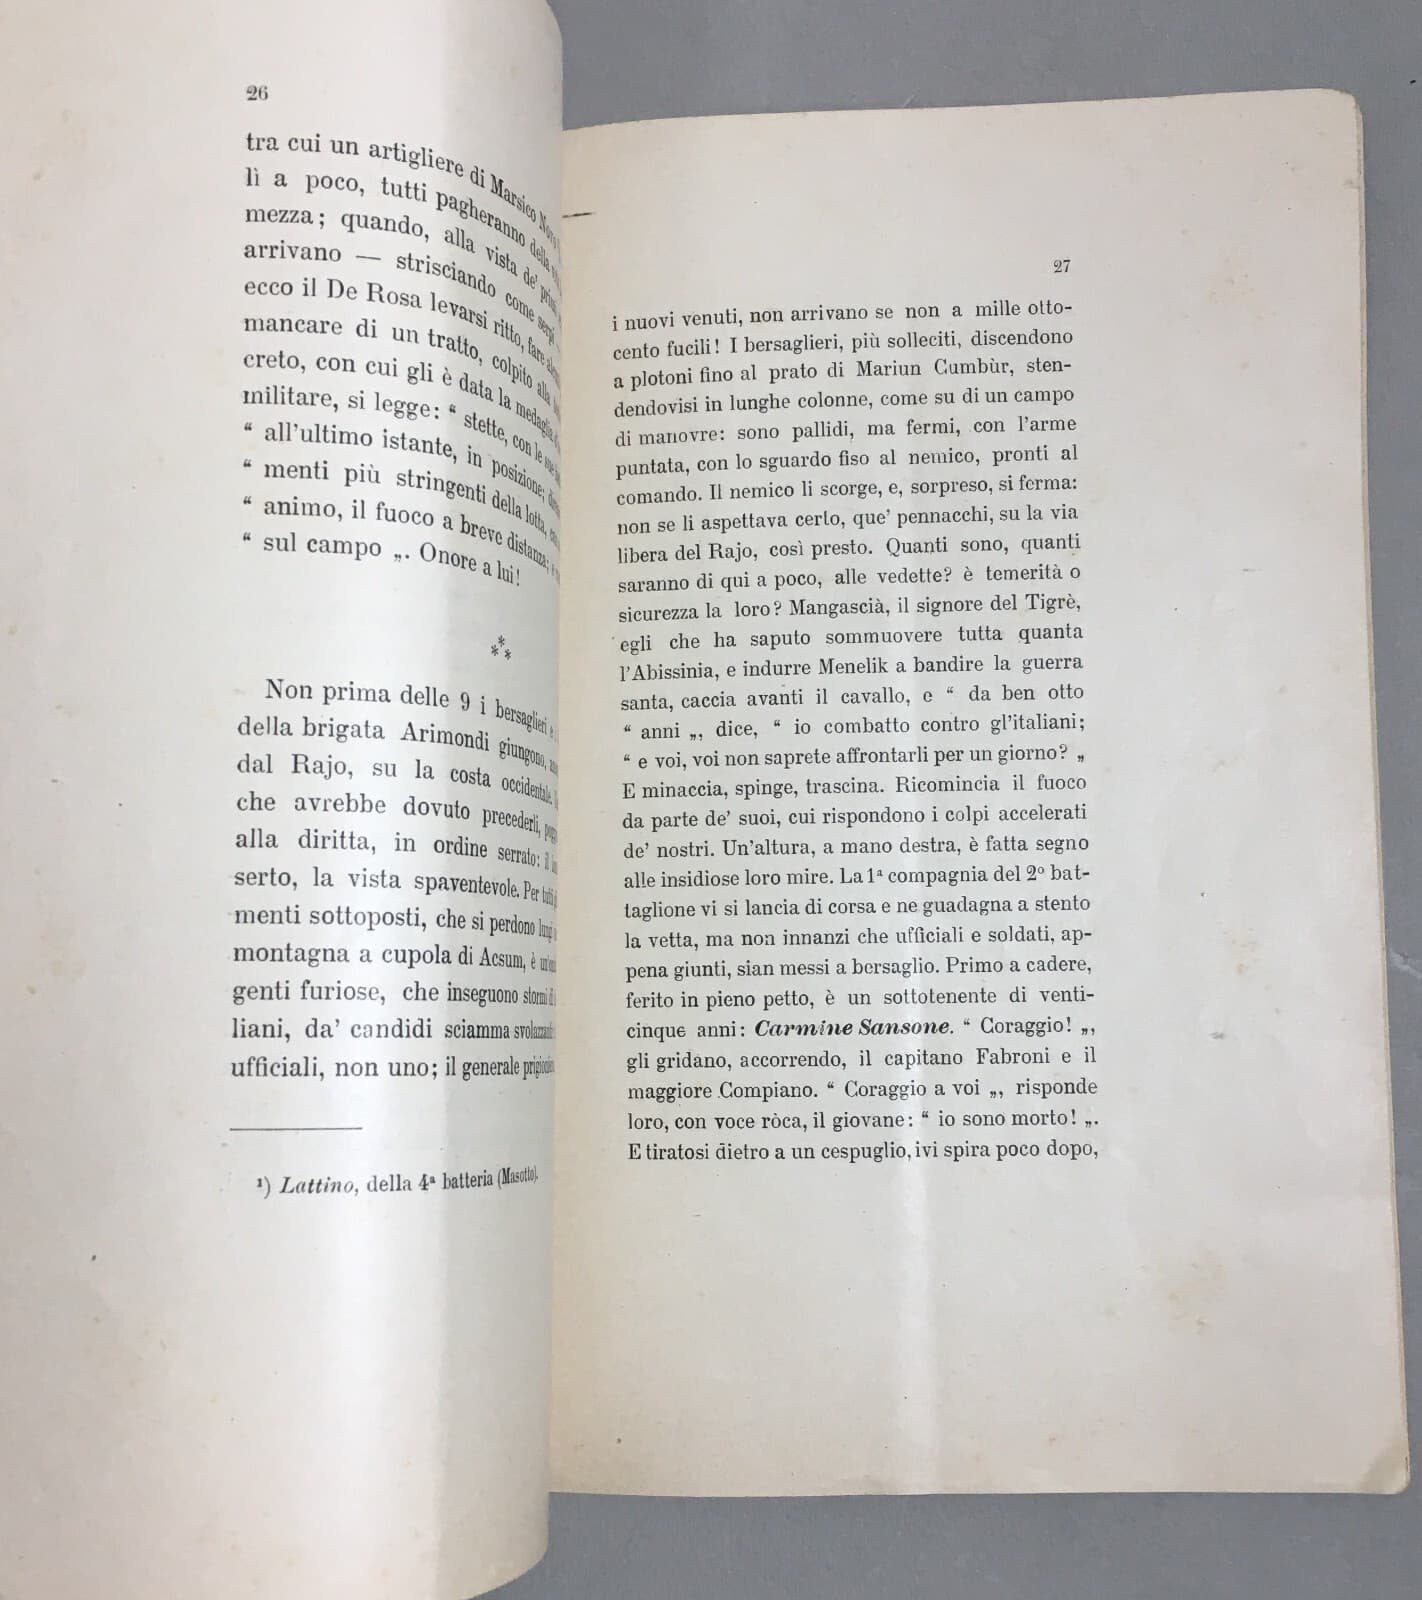 26
tra cui un artigliere di Marsico Novo
lì a poco, tutti pagheranno della
mezza; quando, alla vista de'
arrivano — strisciando come serpi
ecco il De Rosa levarsi ritto, fare
mancare di un tratto, colpito alla
creto, con cui gli è data la medaglia
militare, si legge: “ stette, con le sue
“ all'ultimo istante, in posizione;
“ menti più stringenti della lotta,
“ animo, il fuoco a breve distanza;
“ sul campo „. Onore a lui!
⁂
Non prima delle 9 i bersaglieri e
della brigata Arimondi giungono,
dal Rajo, su la costa occidentale.
che avrebbe dovuto precederli,
alla diritta, in ordine serrato: il
serto, la vista spaventevole. Per tutti
menti sottoposti, che si perdono lungi
montagna a cupola di Acsum, è
genti furiose, che inseguono stormi di
liani, da' candidi sciamma
ufficiali, non uno; il generale
¹) Lattino, della 4ª batteria (Masotto).
27
i nuovi venuti, non arrivano se non a mille otto-
cento fucili! I bersaglieri, più solleciti, discendono
a plotoni fino al prato di Mariun Cumbùr, sten-
dendovisi in lunghe colonne, come su di un campo
di manovre: sono pallidi, ma fermi, con l'arme
puntata, con lo sguardo fiso al nemico, pronti al
comando. Il nemico li scorge, e, sorpreso, si ferma:
non se li aspettava certo, que' pennacchi, su la via
libera del Rajo, così presto. Quanti sono, quanti
saranno di qui a poco, alle vedette? è temerità o
sicurezza la loro? Mangascià, il signore del Tigrè,
egli che ha saputo sommuovere tutta quanta
l'Abissinia, e indurre Menelik a bandire la guerra
santa, caccia avanti il cavallo, e “ da ben otto
“ anni „, dice, “ io combatto contro gl'italiani;
“ e voi, voi non saprete affrontarli per un giorno? „
E minaccia, spinge, trascina. Ricomincia il fuoco
da parte de' suoi, cui rispondono i colpi accelerati
de' nostri. Un'altura, a mano destra, è fatta segno
alle insidiose loro mire. La 1ª compagnia del 2º bat-
taglione vi si lancia di corsa e ne guadagna a stento
la vetta, ma non innanzi che ufficiali e soldati, ap-
pena giunti, sian messi a bersaglio. Primo a cadere,
ferito in pieno petto, è un sottotenente di venti-
cinque anni: Carmine Sansone. “ Coraggio! „,
gli gridano, accorrendo, il capitano Fabroni e il
maggiore Compiano. “ Coraggio a voi „, risponde
loro, con voce ròca, il giovane: “ io sono morto! „.
E tiratosi dietro a un cespuglio, ivi spira poco dopo,